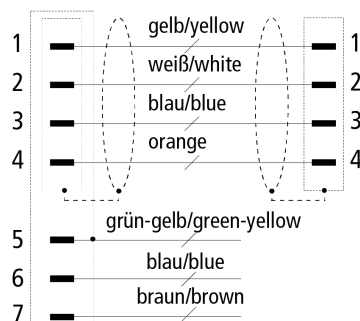 gelb/yellow
1 1
weiß/white
2 2
blau/blue
3 3
orange
4 4
grün-gelb/green-yellow
5
blau/blue
6
braun/brown
7